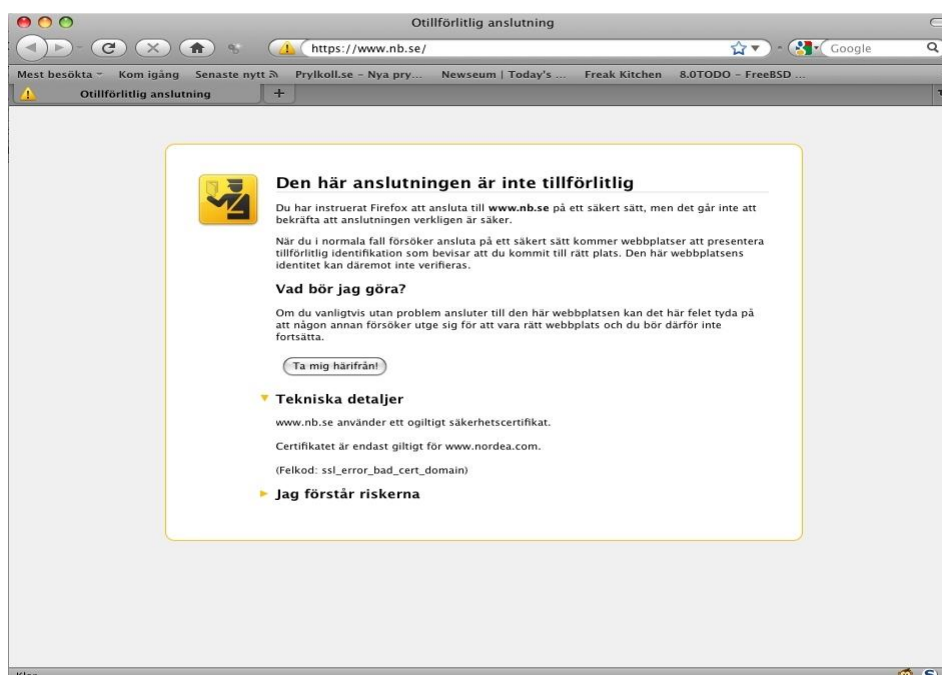 Otillförlitlig anslutning
https://www.nb.se/
Google
Mest besökta Kom igång Senaste nytt Prylkoll.se – Nya pry... Newseum | Today's ... Freak Kitchen 8.0TODO – FreeBSD ...
Otillförlitlig anslutning +
Den här anslutningen är inte tillförlitlig
Du har instruerat Firefox att ansluta till www.nb.se på ett säkert sätt, men det går inte att
bekräfta att anslutningen verkligen är säker.
När du i normala fall försöker ansluta på ett säkert sätt kommer webbplatser att presentera
tillförlitlig identifikation som bevisar att du kommit till rätt plats. Den här webbplatsens
identitet kan däremot inte verifieras.
Vad bör jag göra?
Om du vanligtvis utan problem ansluter till den här webbplatsen kan det här felet tyda på
att någon annan försöker utge sig för att vara rätt webbplats och du bör därför inte
fortsätta.
Ta mig härifrån!
Tekniska detaljer
www.nb.se använder ett ogiltigt säkerhetscertifikat.
Certifikatet är endast giltigt för www.nordea.com.
(Felkod: ssl_error_bad_cert_domain)
Jag förstår riskerna